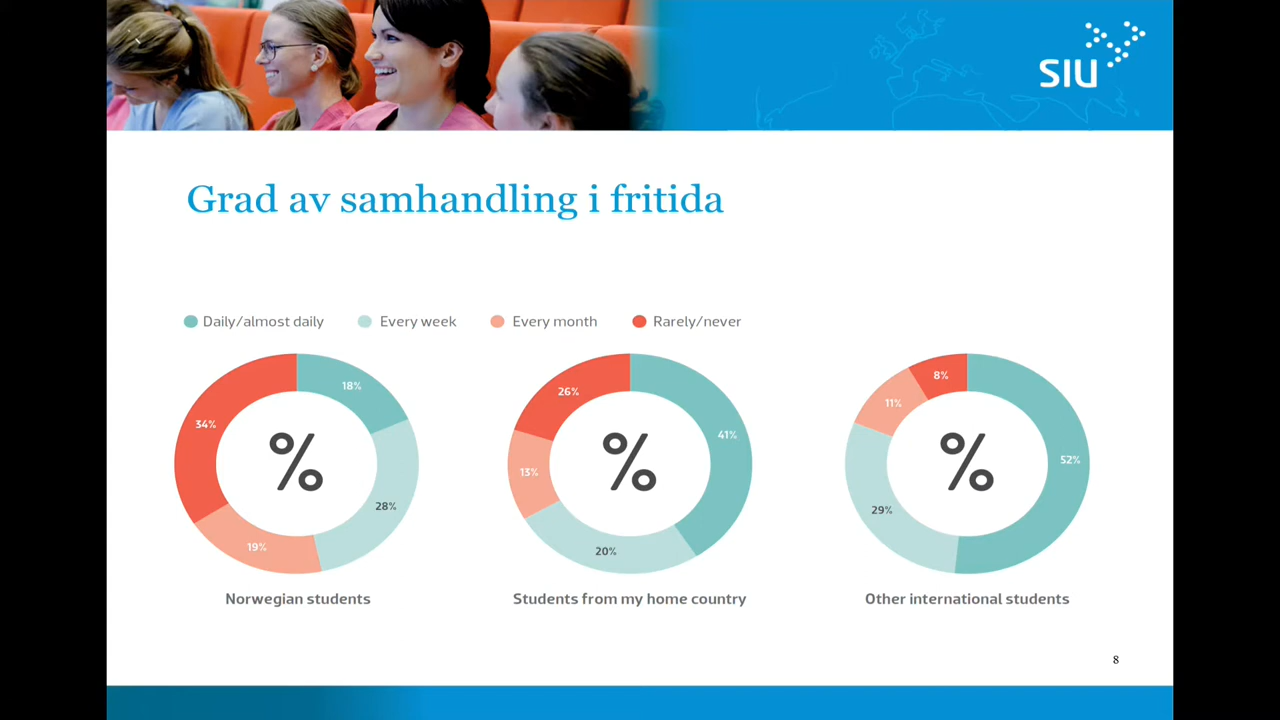 SIU
Grad av samhandling i fritida
Daily/almost daily Every week Every month Rarely/never
18%
28%
19%
34%
%
Norwegian students
41%
20%
13%
26%
%
Students from my home country
52%
29%
11%
8%
%
Other international students
8